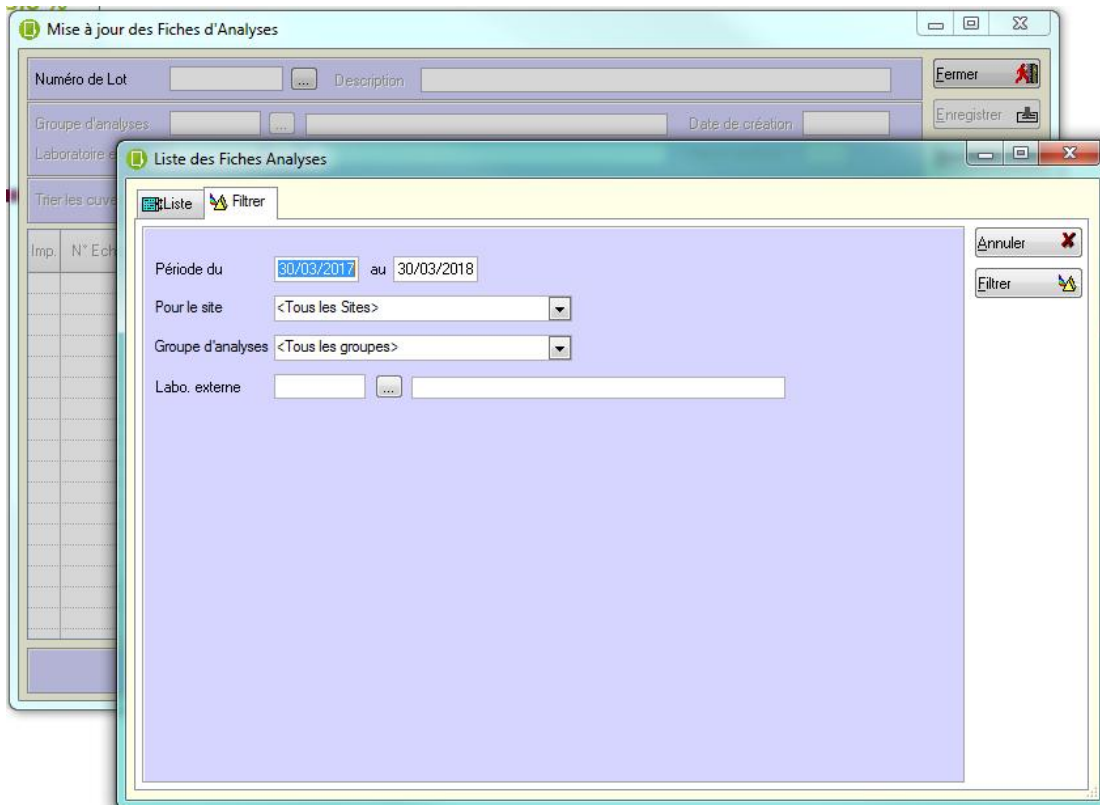 Mise à jour des Fiches d'Analyses
Numéro de Lot ... Description Fermer
Groupe d'analyses ... Date de création Enregistrer
Laboratoire
Liste des Fiches Analyses
Trier les
Liste Filtrer
Imp. N° Ech
Annuler
Période du 30/03/2017 au 30/03/2018
Filtrer
Pour le site <Tous les Sites>
Groupe d'analyses <Tous les groupes>
Labo. externe ...